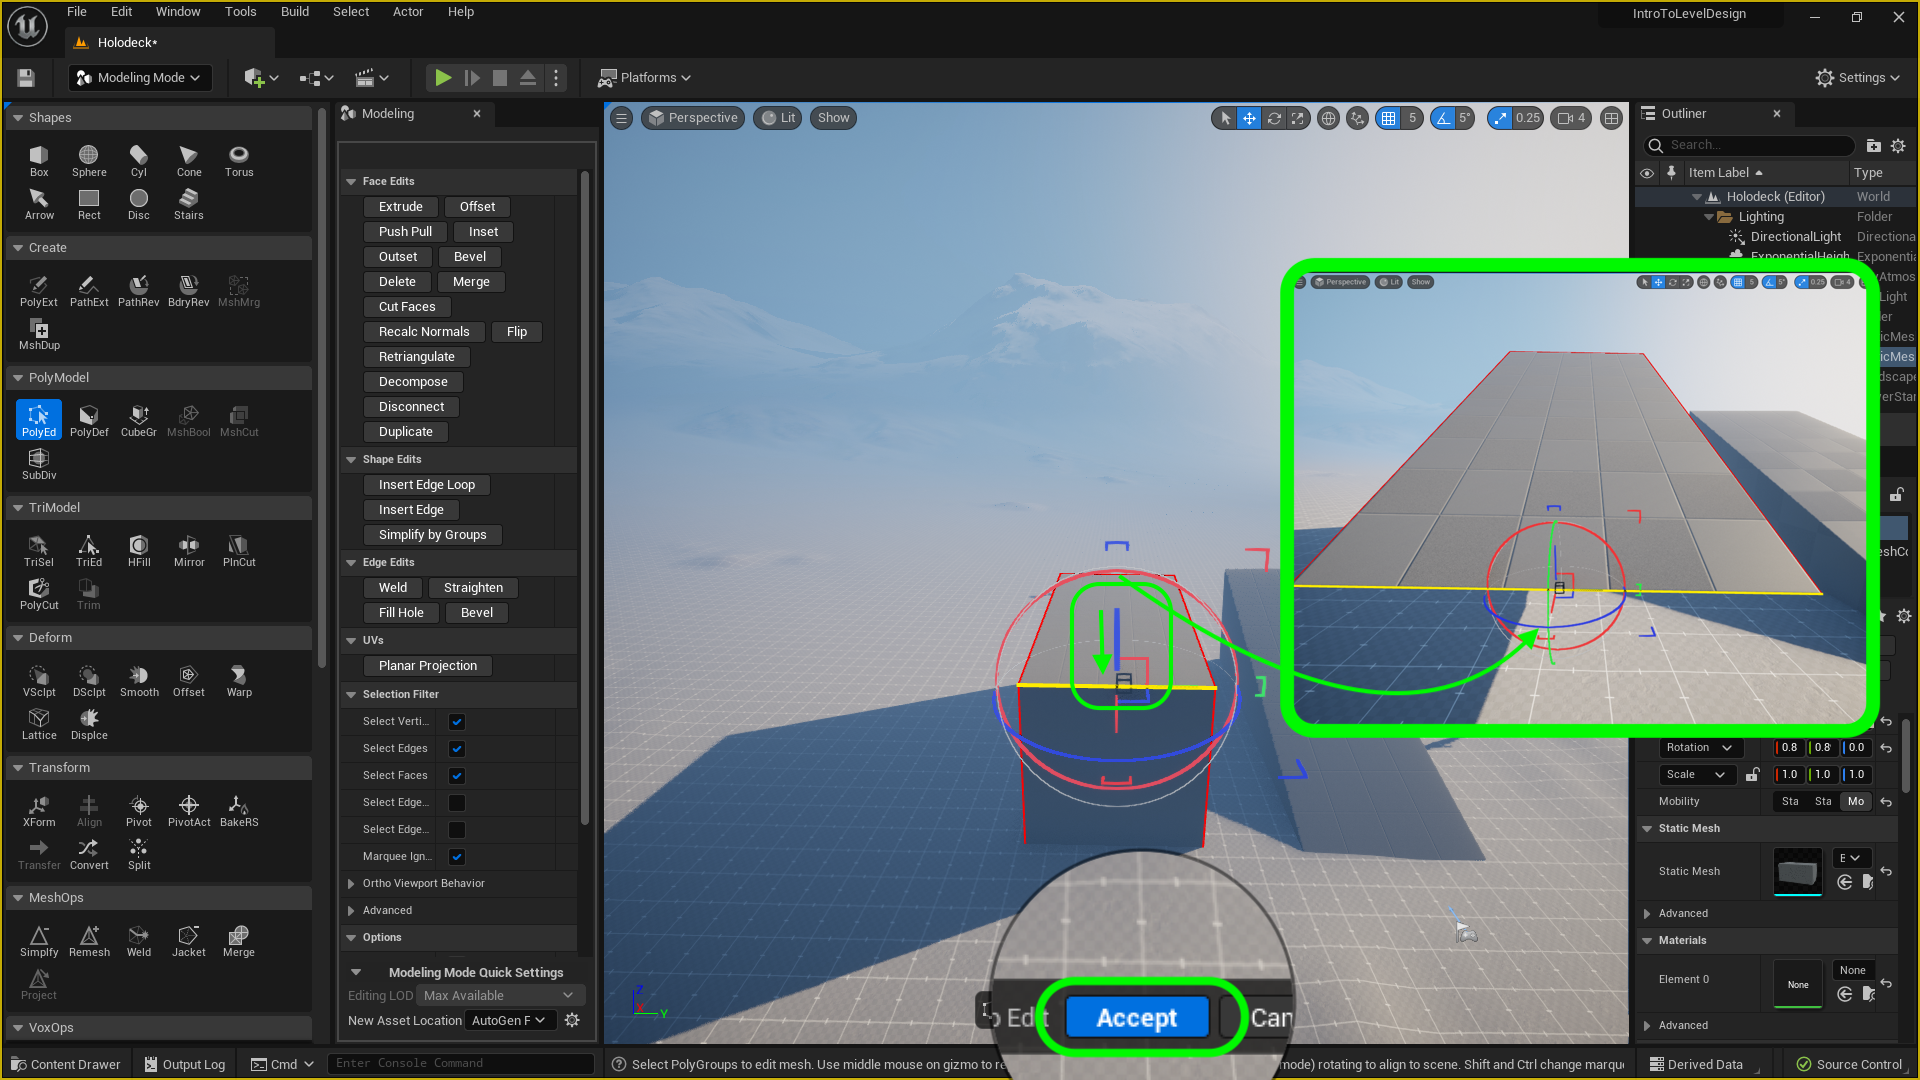 File Edit Window Tools Build Select Actor Help
IntroToLevelDesign
Holodeck*
Modeling Mode
Platforms
Settings
Shapes
Box Sphere Cyl Cone Torus
Arrow Rect Disc Stairs
Create
PolyExt PathExt PathRev BdryRev MshMrg
MshDup
PolyModel
PolyEd PolyDef CubeGr MshBool MshCut
SubDiv
TriModel
TriSel TriEd HFill Mirror PlnCut
PolyCut Trim
Deform
VSclpt DSclpt Smooth Offset Warp
Lattice Displce
Transform
XForm Align Pivot PivotAct BakeRS
Transfer Convert Split
MeshOps
Simplfy Remesh Weld Jacket Merge
Project
VoxOps
Modeling
Face Edits
Extrude Offset
Push Pull Inset
Outset Bevel
Delete Merge
Cut Faces
Recalc Normals Flip
Retriangulate
Decompose
Disconnect
Duplicate
Shape Edits
Insert Edge Loop
Insert Edge
Simplify by Groups
Edge Edits
Weld Straighten
Fill Hole Bevel
UVs
Planar Projection
Selection Filter
Select Verti...
Select Edges
Select Faces
Select Edge...
Select Edge...
Marquee Ign...
Ortho Viewport Behavior
Advanced
Options
Modeling Mode Quick Settings
Editing LOD Max Available
New Asset Location AutoGen F
Perspective Lit Show
5 5° 0.25 4
Perspective Lit Show
5 5° 0.25 4
Z
X
Y
Edit Accept Can
Outliner
Search...
Item Label Type
Holodeck (Editor) World
Lighting Folder
DirectionalLight Directiona
ExponentialHeigh Exponentia
Atmos
Light
er
icMes
icMes
dscape
erStar
eshCo
Rotation 0.8 0.8 0.0
Scale 1.0 1.0 1.0
Mobility Sta Sta Mo
Static Mesh
Static Mesh
Advanced
Materials
Element 0 None None
Advanced
Content Drawer Output Log Cmd Enter Console Command
Select PolyGroups to edit mesh. Use middle mouse on gizmo to re
mode) rotating to align to scene. Shift and Ctrl change marqu
Derived Data Source Control